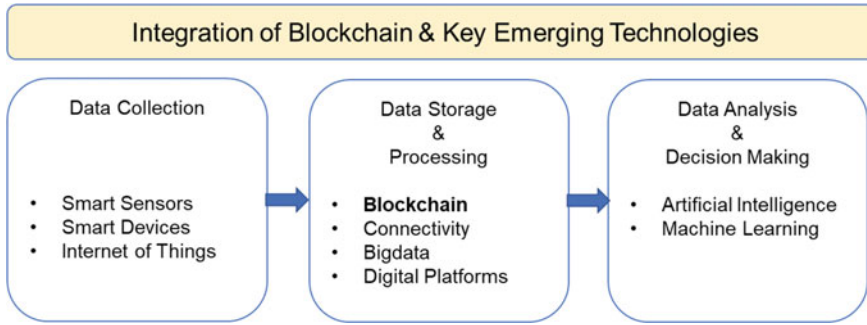 Integration of Blockchain & Key Emerging Technologies
Data Collection
• Smart Sensors
• Smart Devices
• Internet of Things
Data Storage
&
Processing
• Blockchain
• Connectivity
• Bigdata
• Digital Platforms
Data Analysis
&
Decision Making
• Artificial Intelligence
• Machine Learning